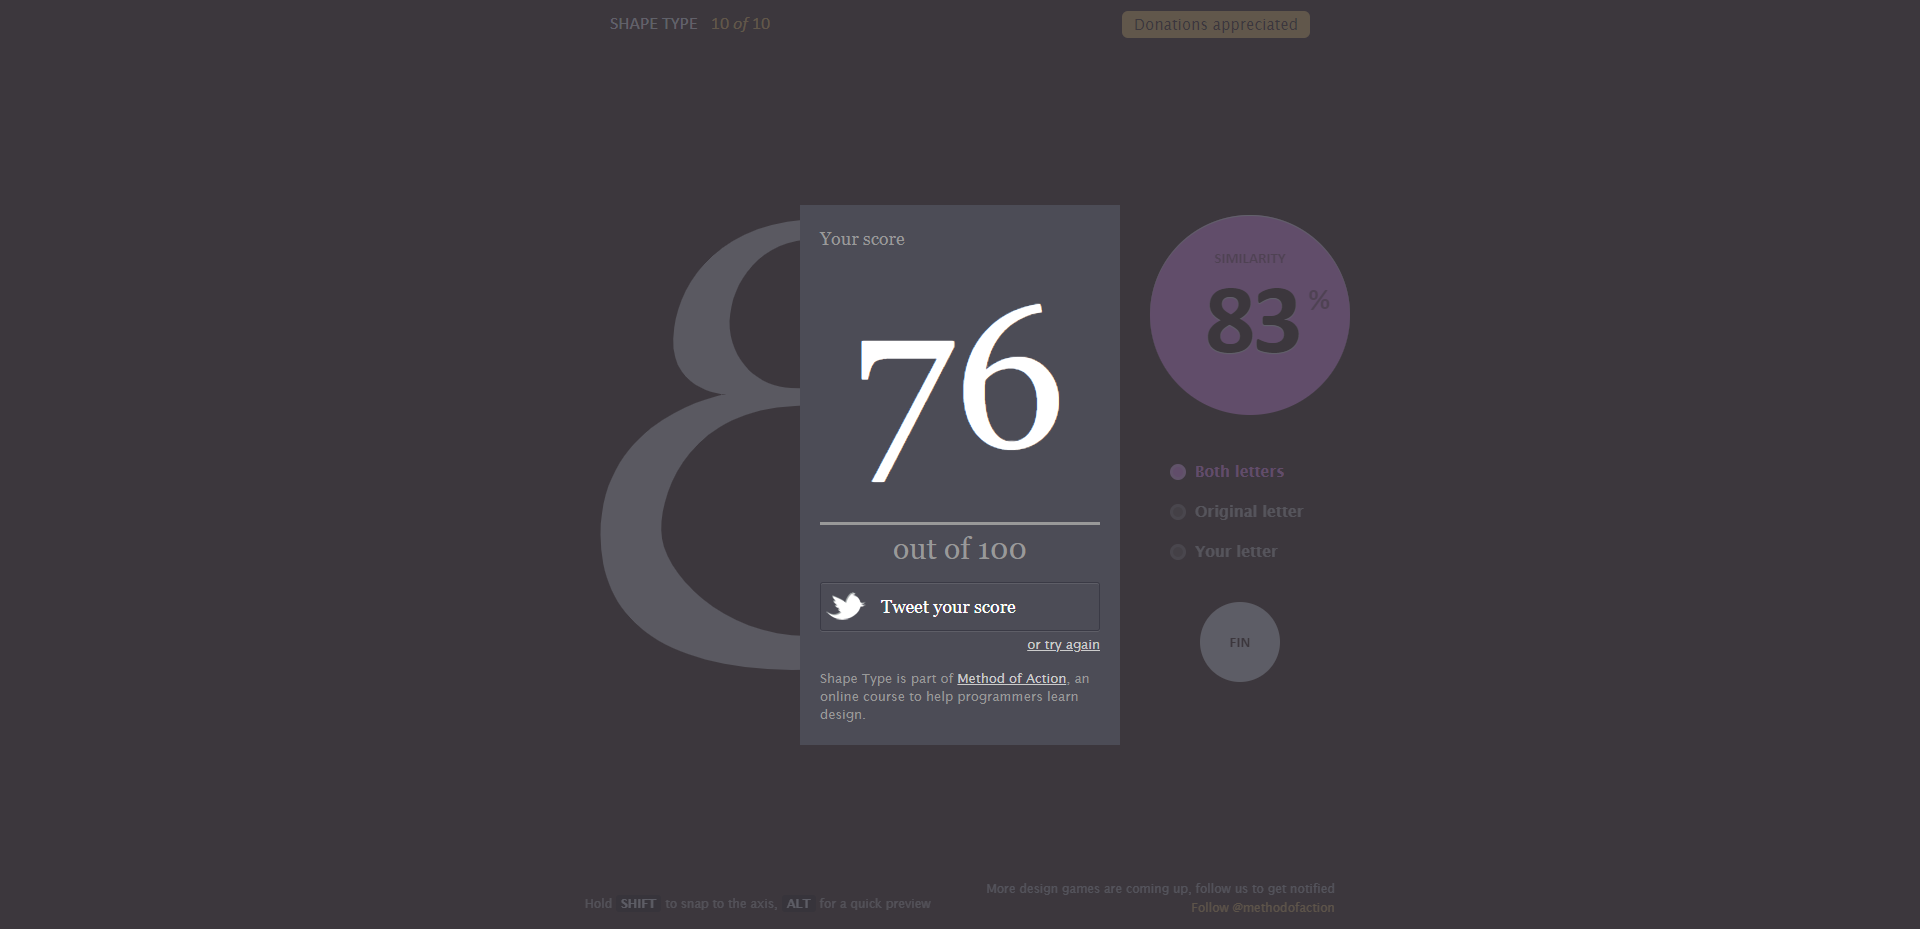 SHAPE TYPE 10 of 10
Donations appreciated
Your score
76
out of 100
Tweet your score
or try again
Shape Type is part of Method of Action, an
online course to help programmers learn
design.
SIMILARITY
83 %
Both letters
Original letter
Your letter
FIN
Hold SHIFT to snap to the axis, ALT for a quick preview
More design games are coming up, follow us to get notified
Follow @methodofaction